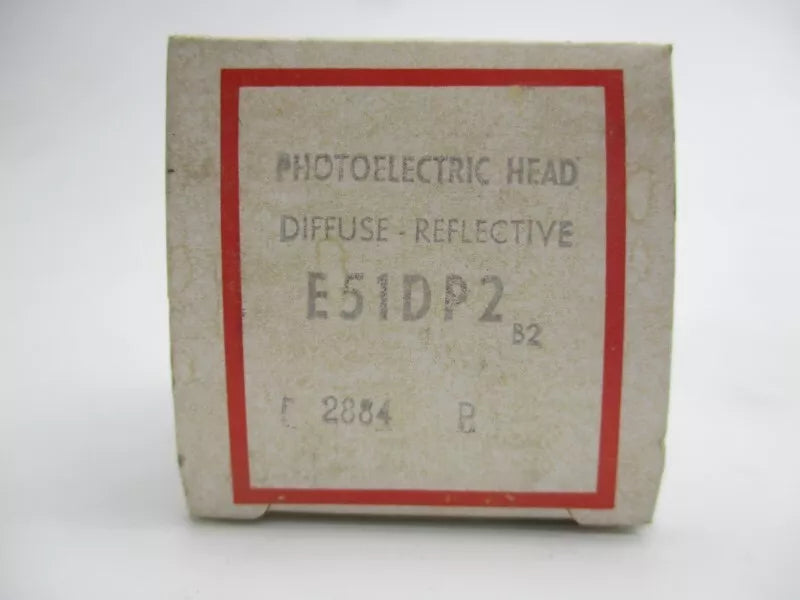 PHOTOELECTRIC HEAD
DIFFUSE - REFLECTIVE
E51DP2
B2
2884